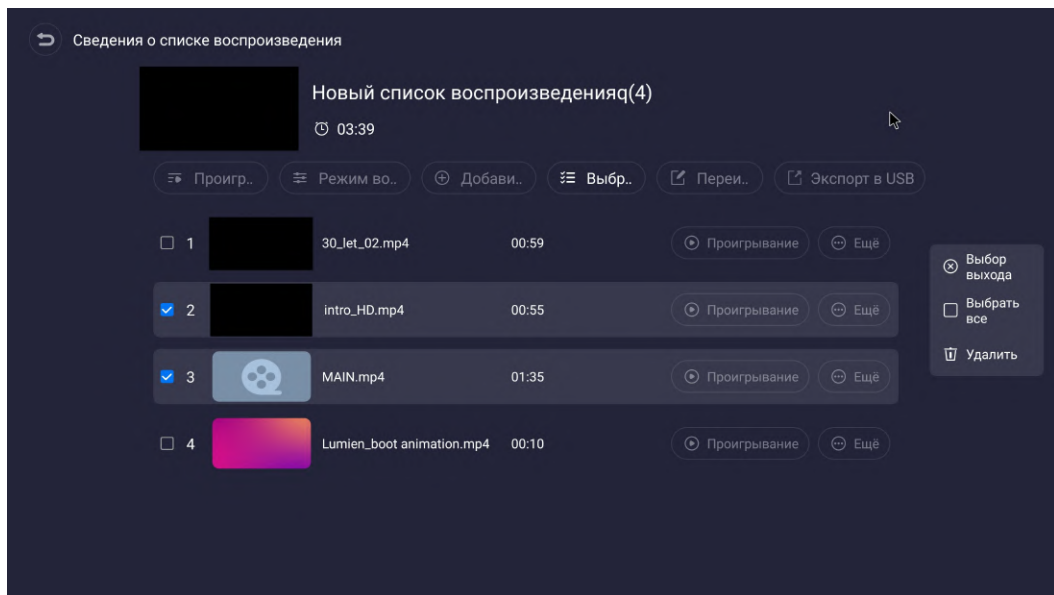 Сведения о списке воспроизведения
Новый список воспроизведенияq(4)
03:39
Проигр.. Режим во.. Добави.. Выбр.. Переи.. Экспорт в USB
1 30_let_02.mp4 00:59 Проигрывание Ещё
2 intro_HD.mp4 00:55 Проигрывание Ещё
3 MAIN.mp4 01:35 Проигрывание Ещё
4 Lumien_boot animation.mp4 00:10 Проигрывание Ещё
Выбор
выхода
Выбрать
все
Удалить